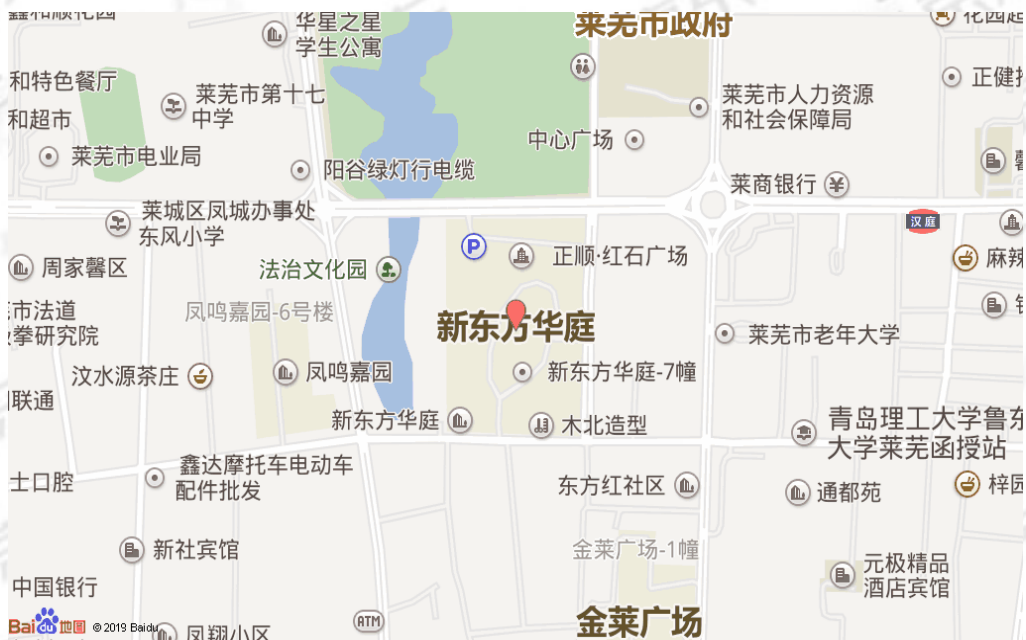 鑫和顺花园
华星之星
学生公寓
莱芜市政府
花园超
和特色餐厅
莱芜市第十七
中学
和超市
莱芜市人力资源
和社会保障局
正健
中心广场
莱芜市电业局
阳谷绿灯行电缆
莱商银行
馨
莱城区凤城办事处
东风小学
汉庭
P
正顺·红石广场
麻辣
周家馨区
法治文化园
市法道
拳研究院
凤鸣嘉园-6号楼
新东方华庭
莱芜市老年大学
汶水源茶庄
凤鸣嘉园
新东方华庭-7幢
联通
新东方华庭
木北造型
青岛理工大学鲁东
大学莱芜函授站
鑫达摩托车电动车
配件批发
士口腔
东方红社区
通都苑
梓园
新社宾馆
金莱广场-1幢
元极精品
酒店宾馆
中国银行
Bai du 地图 © 2019 Baidu
凤翔小区
ATM
金莱广场